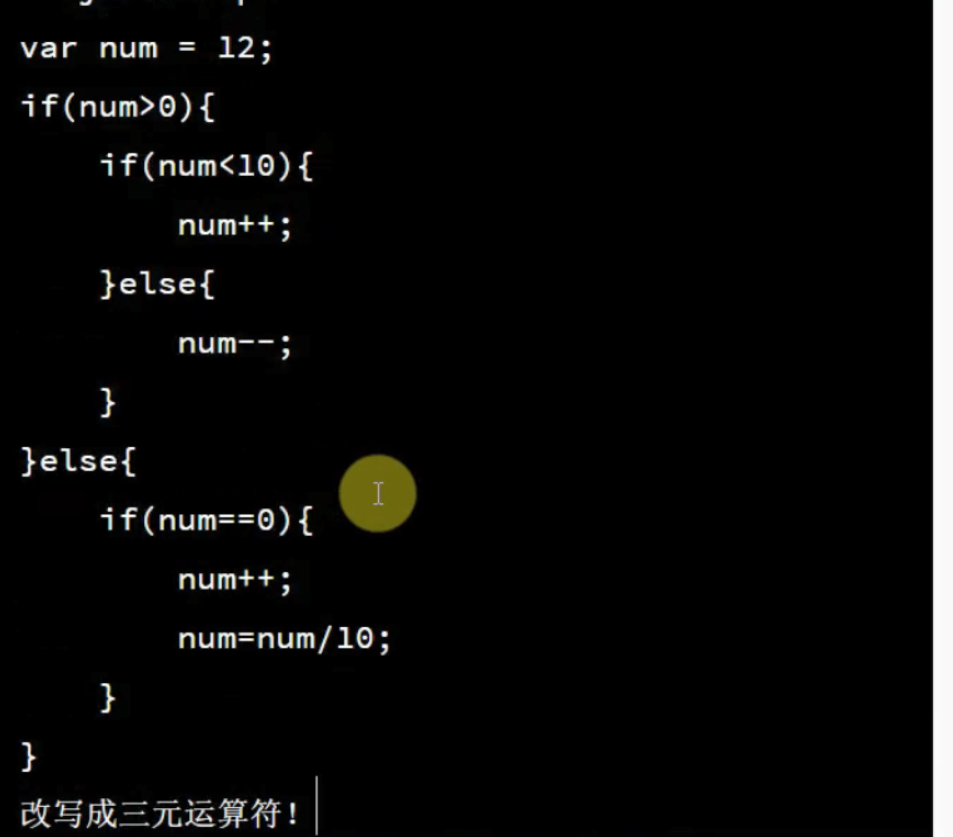 var num = 12;
if(num>0){
if(num<10){
num++;
}else{
num--;
}
}else{
if(num==0){
num++;
num=num/10;
}
}
改写成三元运算符!